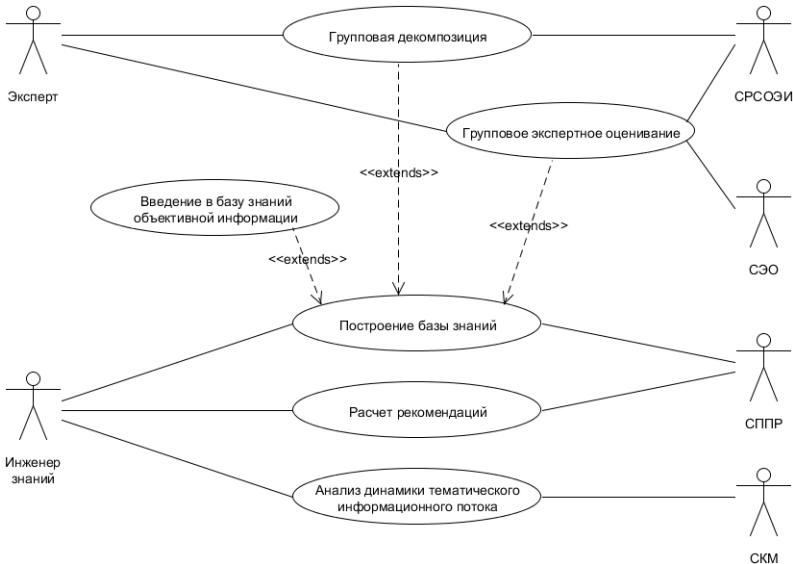 Групповая декомпозиция
Эксперт
СРСОЭИ
Групповое экспертное оценивание
<<extends>>
Введение в базу знаний
объективной информации
<<extends>>
<<extends>>
СЭО
Построение базы знаний
Расчет рекомендаций
СППР
Инженер
знаний
Анализ динамики тематического
информационного потока
СКМ